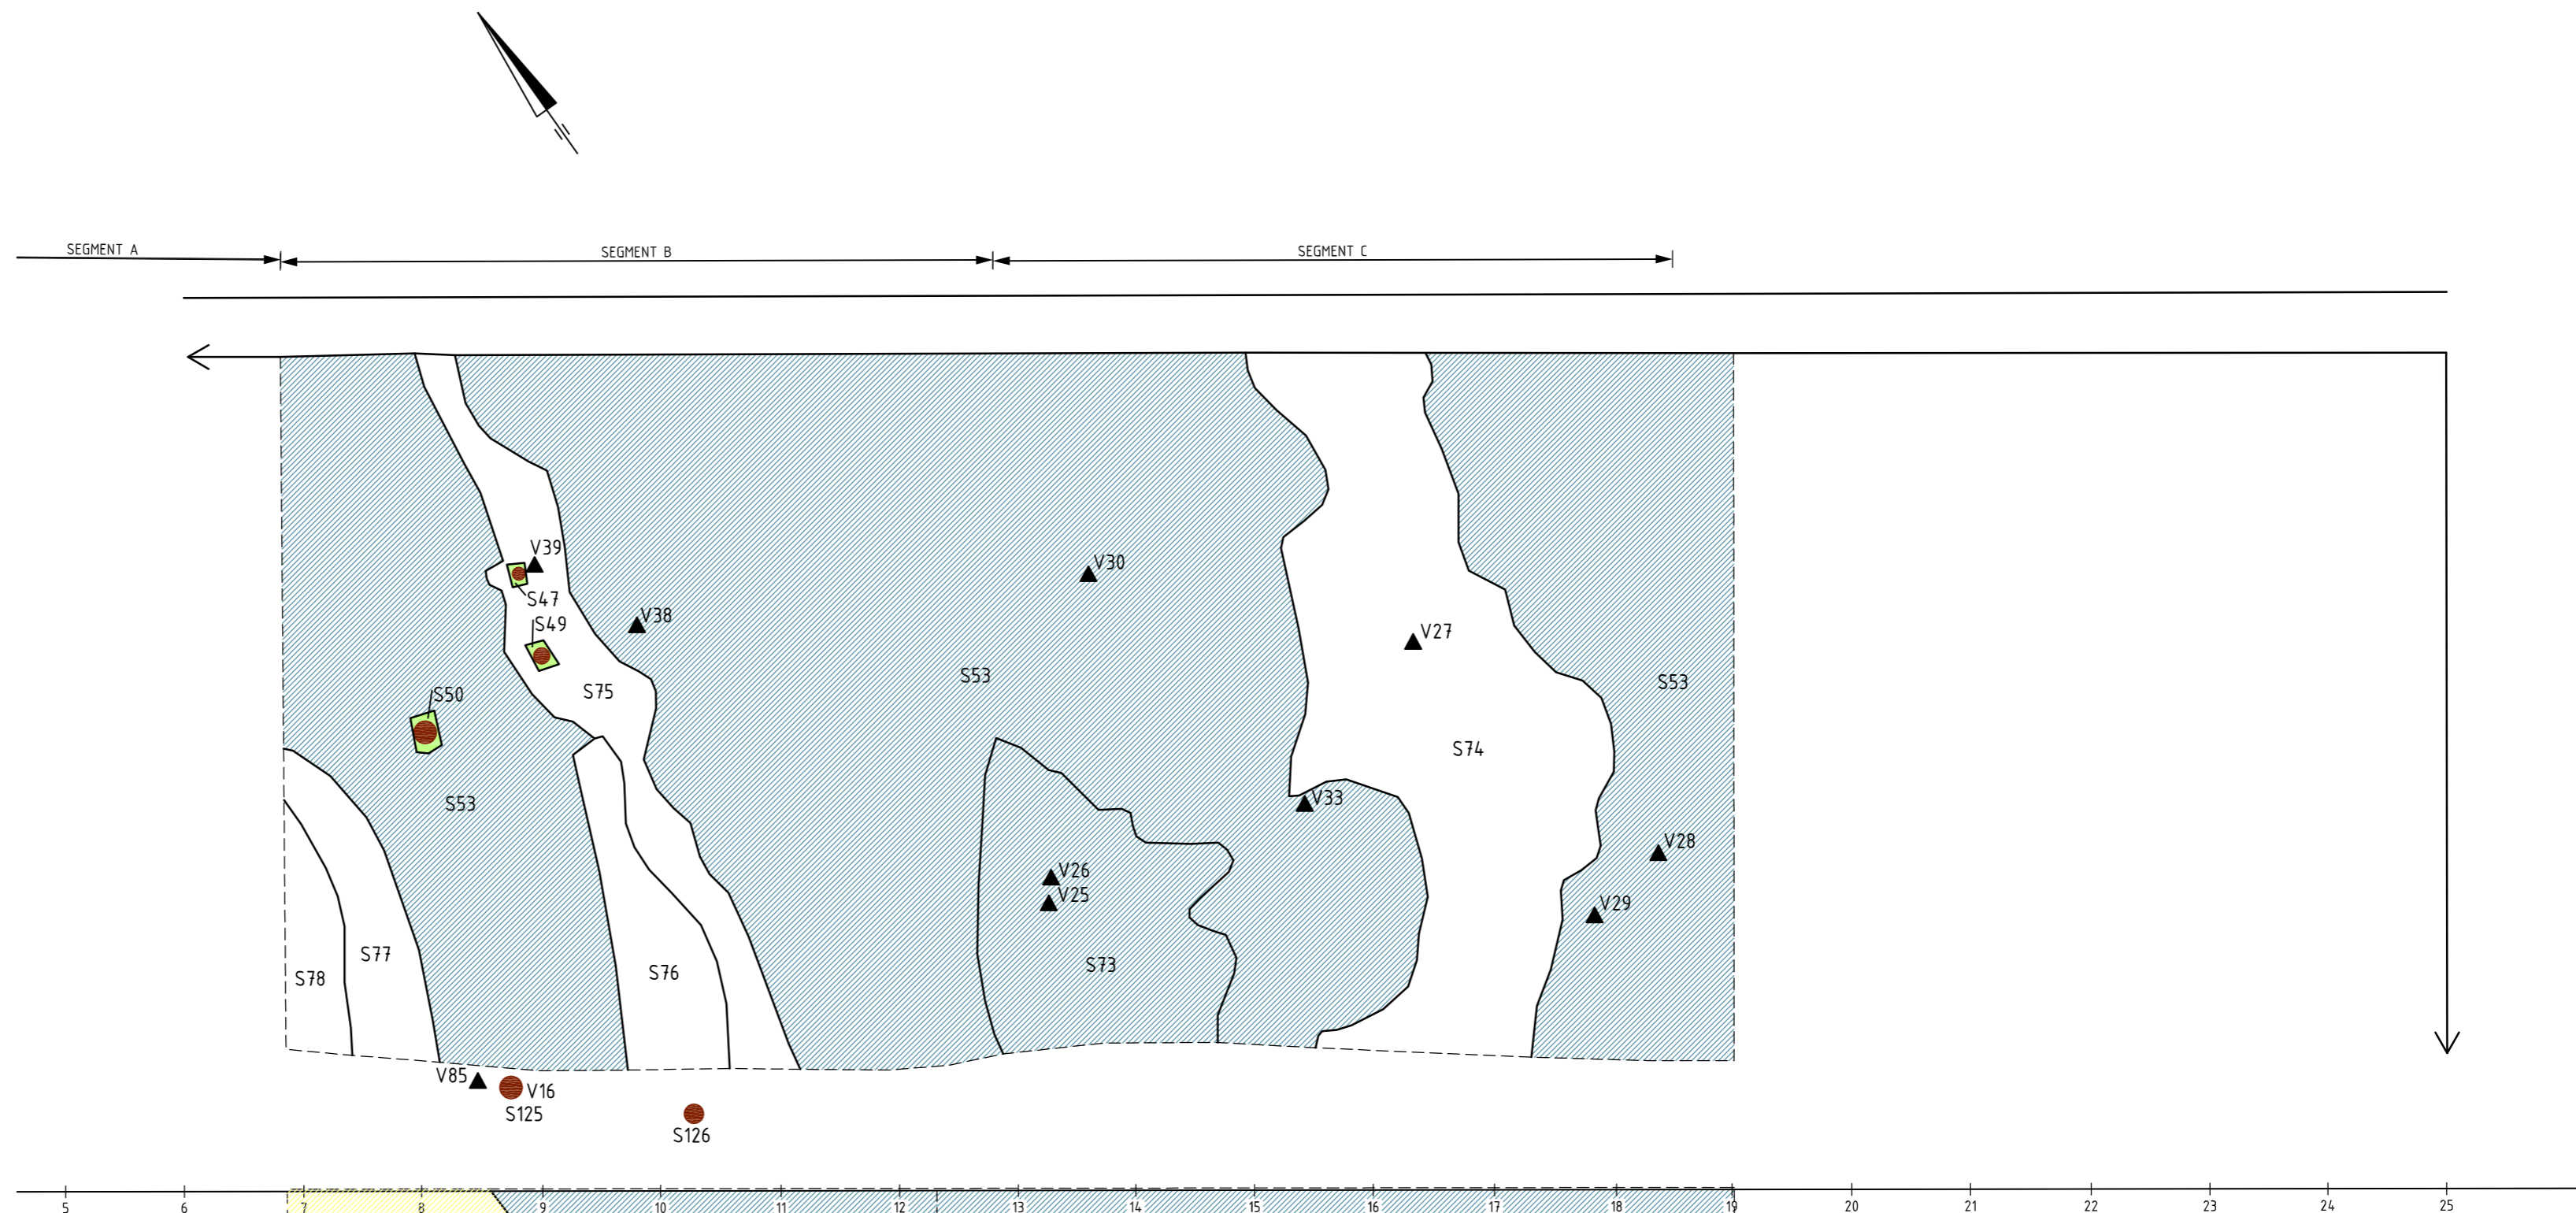 SEGMENT A
SEGMENT B
SEGMENT C
V39
V30
S47
V38
S49
V27
S53
S53
S75
S50
S74
V33
S53
V28
V26
V25
V29
S77
S73
S76
S78
V85
V16
S125
S126
5 6 7 8 9 10 11 12 13 14 15 16 17 18 19 20 21 22 23 24 25